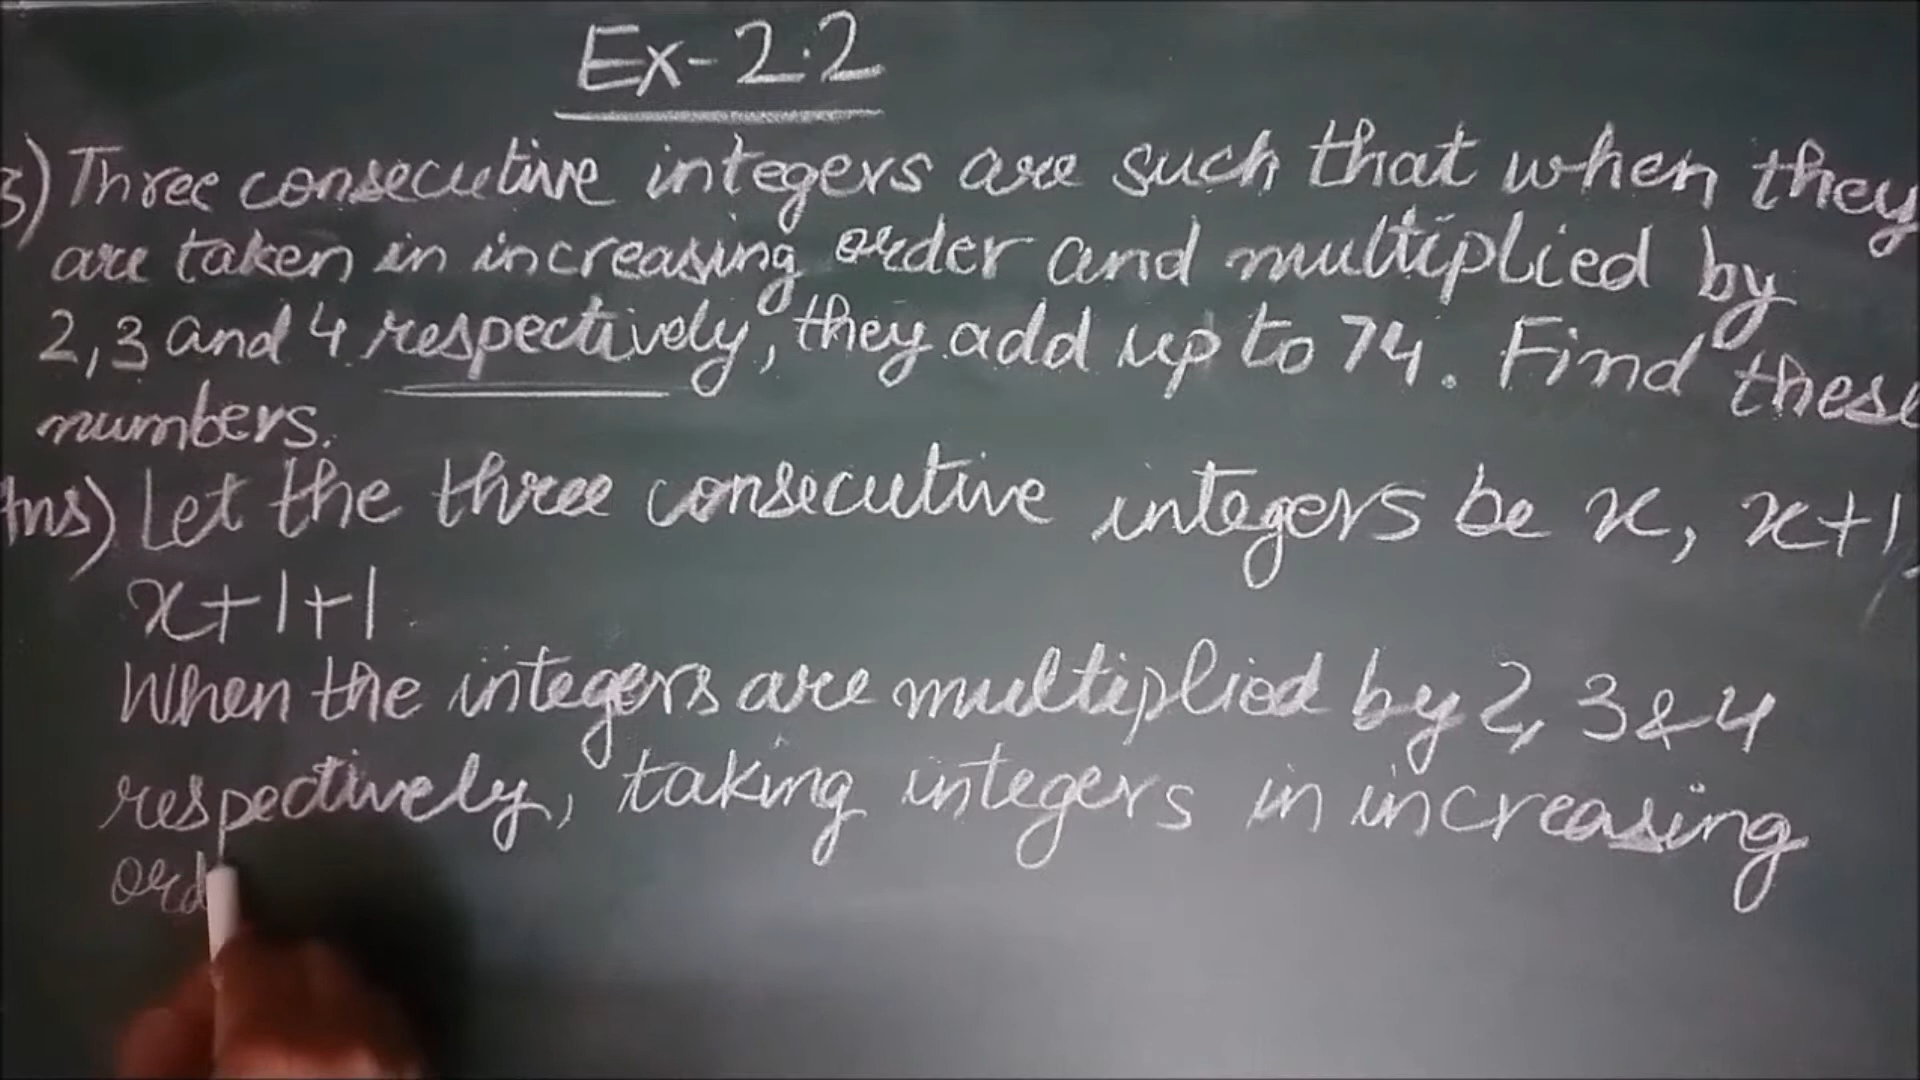 Ex-2.2
3) Three consecutive integers are such that when they
are taken in increasing order and multiplied by
2, 3 and 4 respectively, they add up to 74. Find these
numbers.
Ans) Let the three consecutive integers be x, x+1,
x+1+1
When the integers are multiplied by 2, 3 & 4
respectively, taking integers in increasing
ord